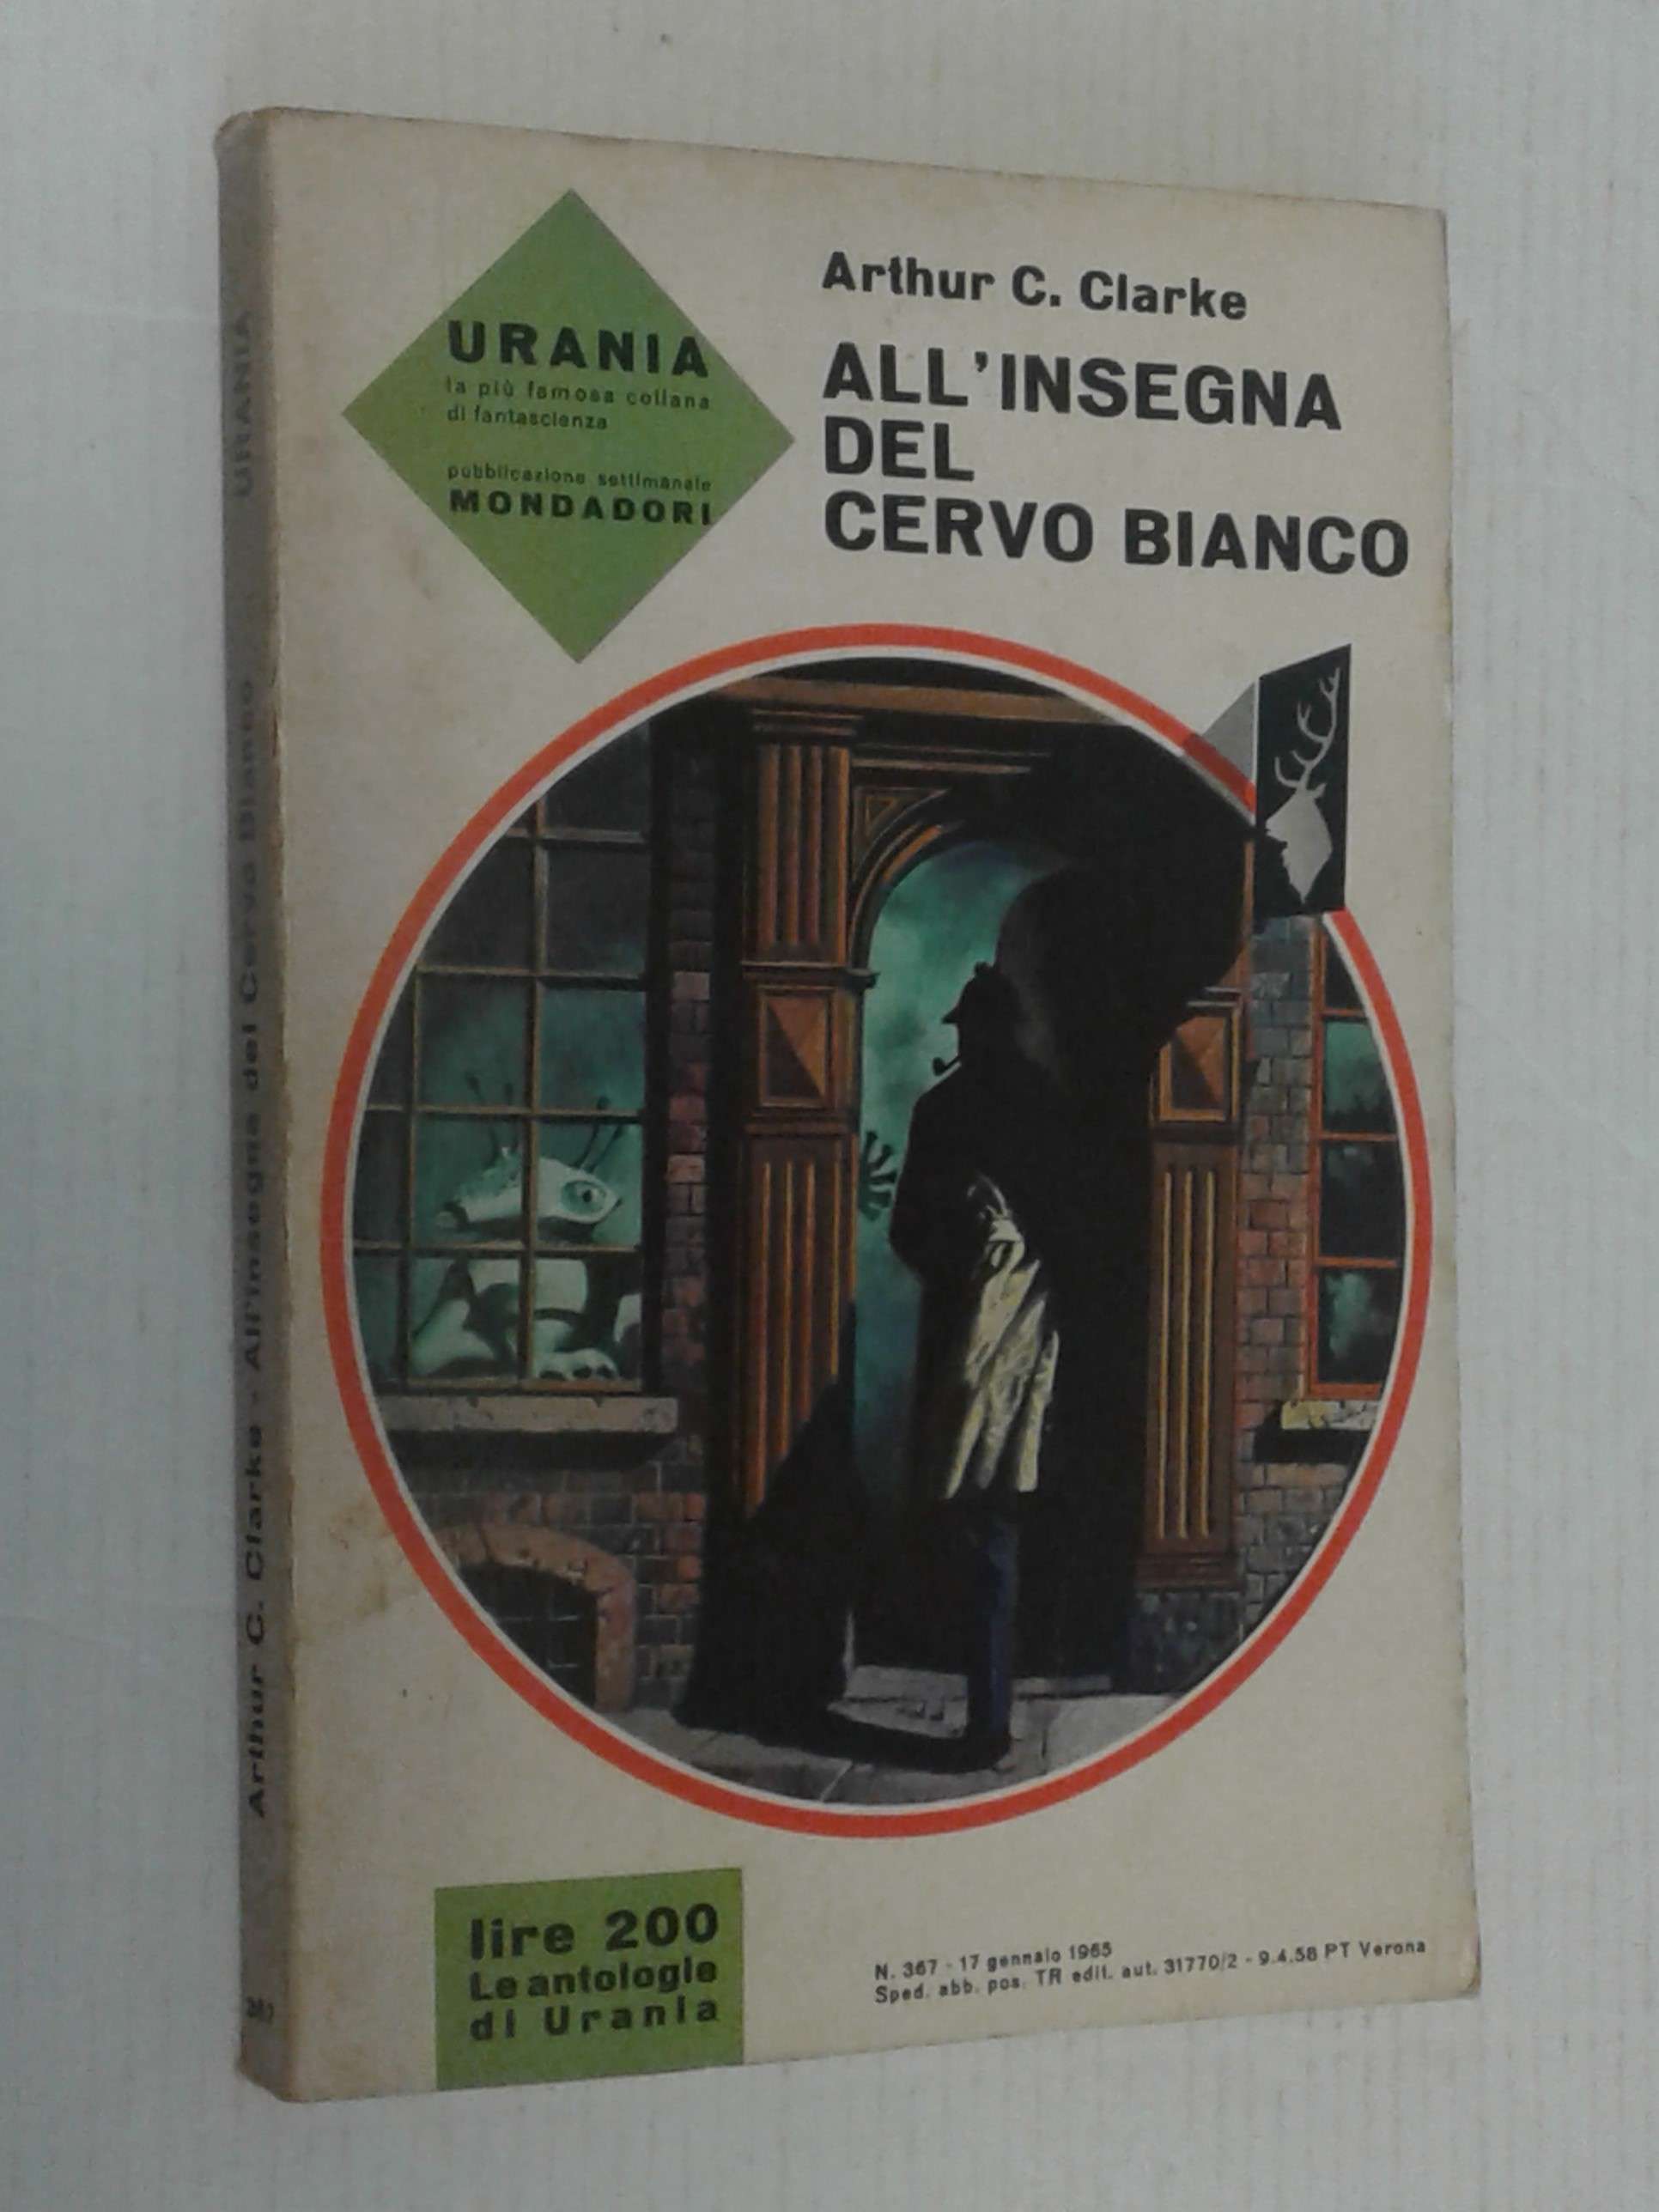 URANIA
la più famosa collana
di fantascienza
pubblicazione settimanale
MONDADORI
Arthur C. Clarke
ALL'INSEGNA
DEL
CERVO BIANCO
lire 200
Le antologie
di Urania
N. 367 - 17 gennaio 1965
Sped. abb. pos. TR edit. aut. 31770/2 - 9.4.58 PT Verona
Arthur C. Clarke - All'insegna del Cervo Bianco URANIA
367